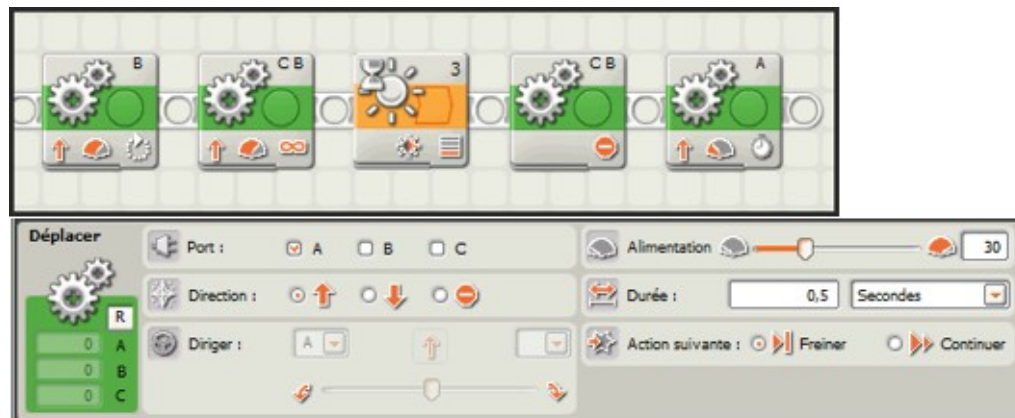 B
C B
3
C B
A
Déplacer
Port : A B C
Alimentation 30
Direction :
Durée : 0,5 Secondes
R
0 A
0 B
0 C
Diriger : A
Action suivante : Freiner Continuer